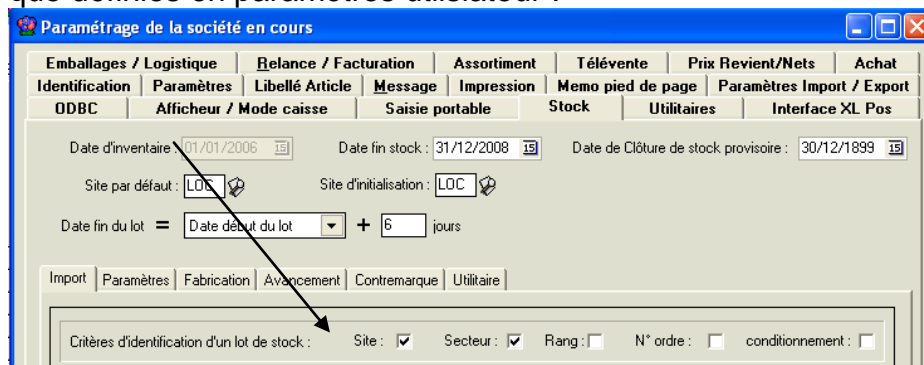 que définies en paramètres utilisateur :
Paramétrage de la société en cours
Emballages / Logistique Relance / Facturation Assortiment Télévente Prix Revient/Nets Achat
Identification Paramètres Libellé Article Message Impression Memo pied de page Paramètres Import / Export
ODBC Afficheur / Mode caisse Saisie portable Stock Utilitaires Interface XL Pos
Date d'inventaire : 01/01/2006 15 Date fin stock : 31/12/2008 15 Date de Clôture de stock provisoire : 30/12/1899 15
Site par défaut : LOC Site d'initialisation : LOC
Date fin du lot = Date début du lot + 6 jours
Import Paramètres Fabrication Avancement Contremarque Utilitaire
Critères d'identification d'un lot de stock : Site : Secteur : Rang : N° ordre : conditionnement :